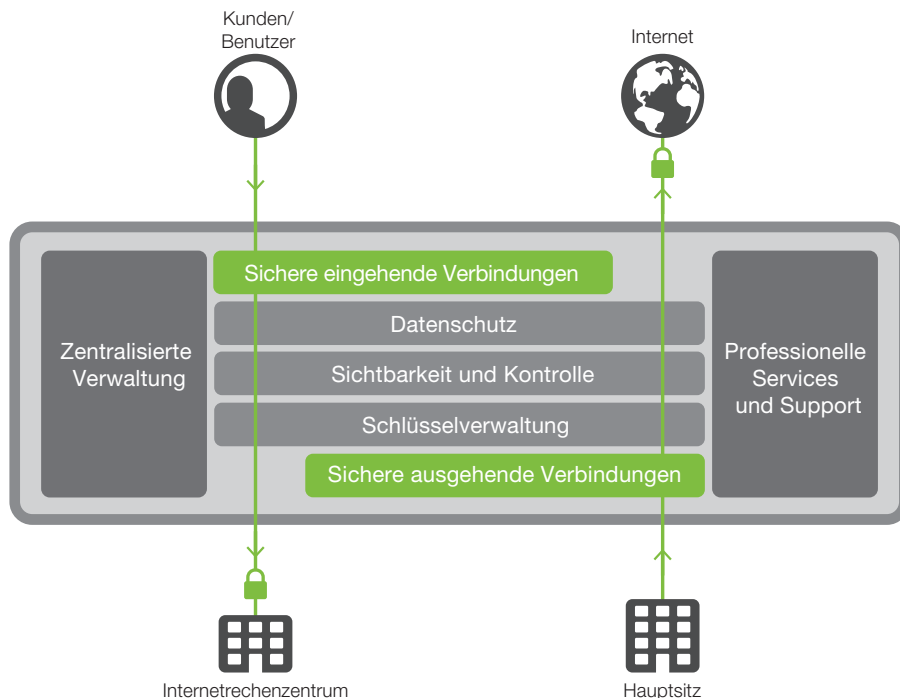 Kunden/
Benutzer
Internet
Sichere eingehende Verbindungen
Datenschutz
Zentralisierte
Verwaltung
Sichtbarkeit und Kontrolle
Professionelle
Services
und Support
Schlüsselverwaltung
Sichere ausgehende Verbindungen
Internetrechenzentrum
Hauptsitz